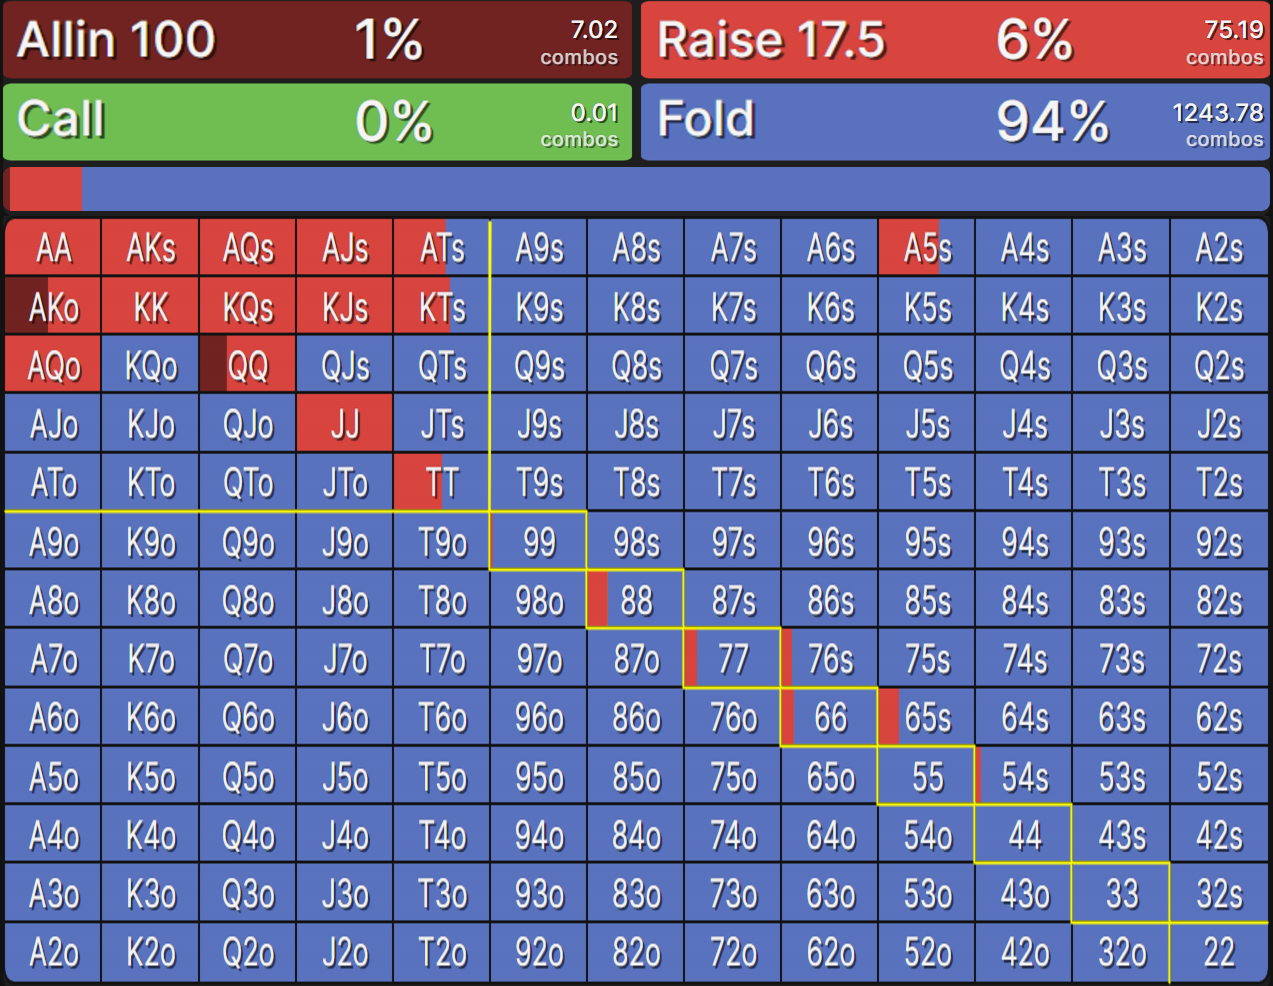 Allin 100 1% 7.02 combos
Raise 17.5 6% 75.19 combos
Call 0% 0.01 combos
Fold 94% 1243.78 combos
AA AKs AQs AJs ATs A9s A8s A7s A6s A5s A4s A3s A2s
AKo KK KQs KJs KTs K9s K8s K7s K6s K5s K4s K3s K2s
AQo KQo QQ QJs QTs Q9s Q8s Q7s Q6s Q5s Q4s Q3s Q2s
AJo KJo QJo JJ JTs J9s J8s J7s J6s J5s J4s J3s J2s
ATo KTo QTo JTo TT T9s T8s T7s T6s T5s T4s T3s T2s
A9o K9o Q9o J9o T9o 99 98s 97s 96s 95s 94s 93s 92s
A8o K8o Q8o J8o T8o 98o 88 87s 86s 85s 84s 83s 82s
A7o K7o Q7o J7o T7o 97o 87o 77 76s 75s 74s 73s 72s
A6o K6o Q6o J6o T6o 96o 86o 76o 66 65s 64s 63s 62s
A5o K5o Q5o J5o T5o 95o 85o 75o 65o 55 54s 53s 52s
A4o K4o Q4o J4o T4o 94o 84o 74o 64o 54o 44 43s 42s
A3o K3o Q3o J3o T3o 93o 83o 73o 63o 53o 43o 33 32s
A2o K2o Q2o J2o T2o 92o 82o 72o 62o 52o 42o 32o 22